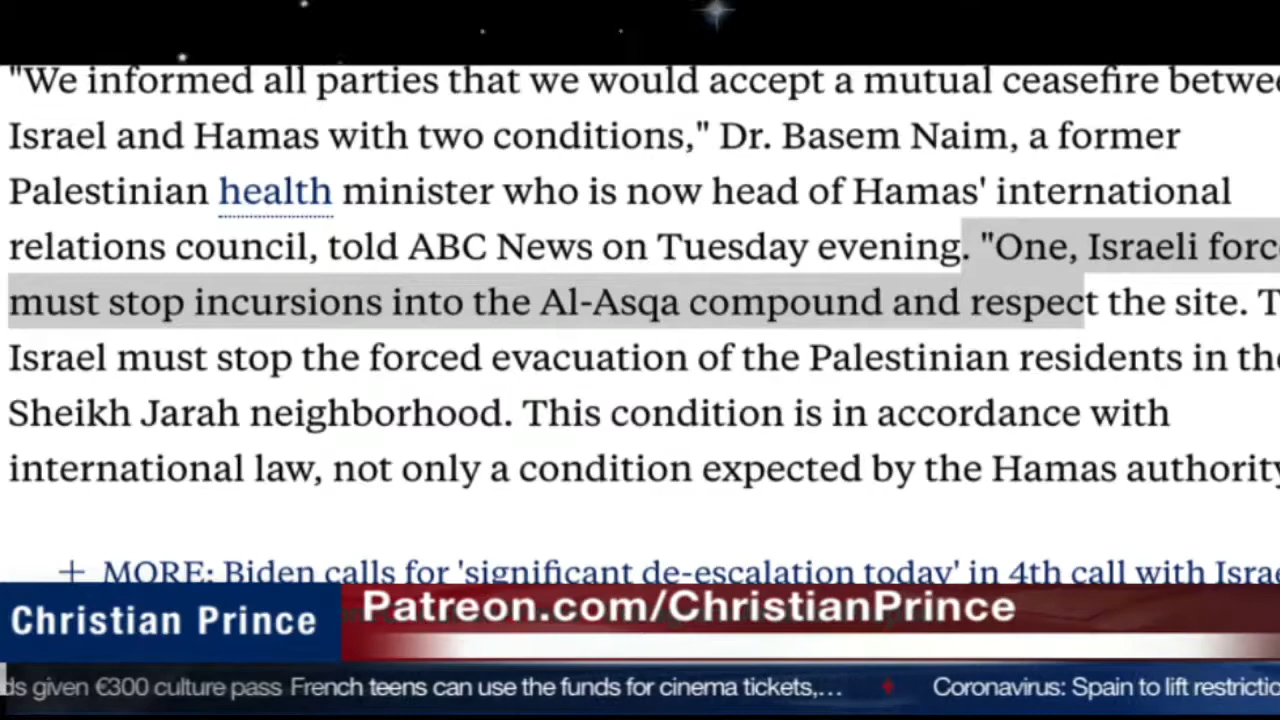 "We informed all parties that we would accept a mutual ceasefire betwee
Israel and Hamas with two conditions," Dr. Basem Naim, a former
Palestinian health minister who is now head of Hamas' international
relations council, told ABC News on Tuesday evening. "One, Israeli forc
must stop incursions into the Al-Asqa compound and respect the site. T
Israel must stop the forced evacuation of the Palestinian residents in the
Sheikh Jarah neighborhood. This condition is in accordance with
international law, not only a condition expected by the Hamas authority
+ MORE: Biden calls for 'significant de-escalation today' in 4th call with Israe
Christian Prince
Patreon.com/ChristianPrince
ds given €300 culture pass French teens can use the funds for cinema tickets,... Coronavirus: Spain to lift restrictio